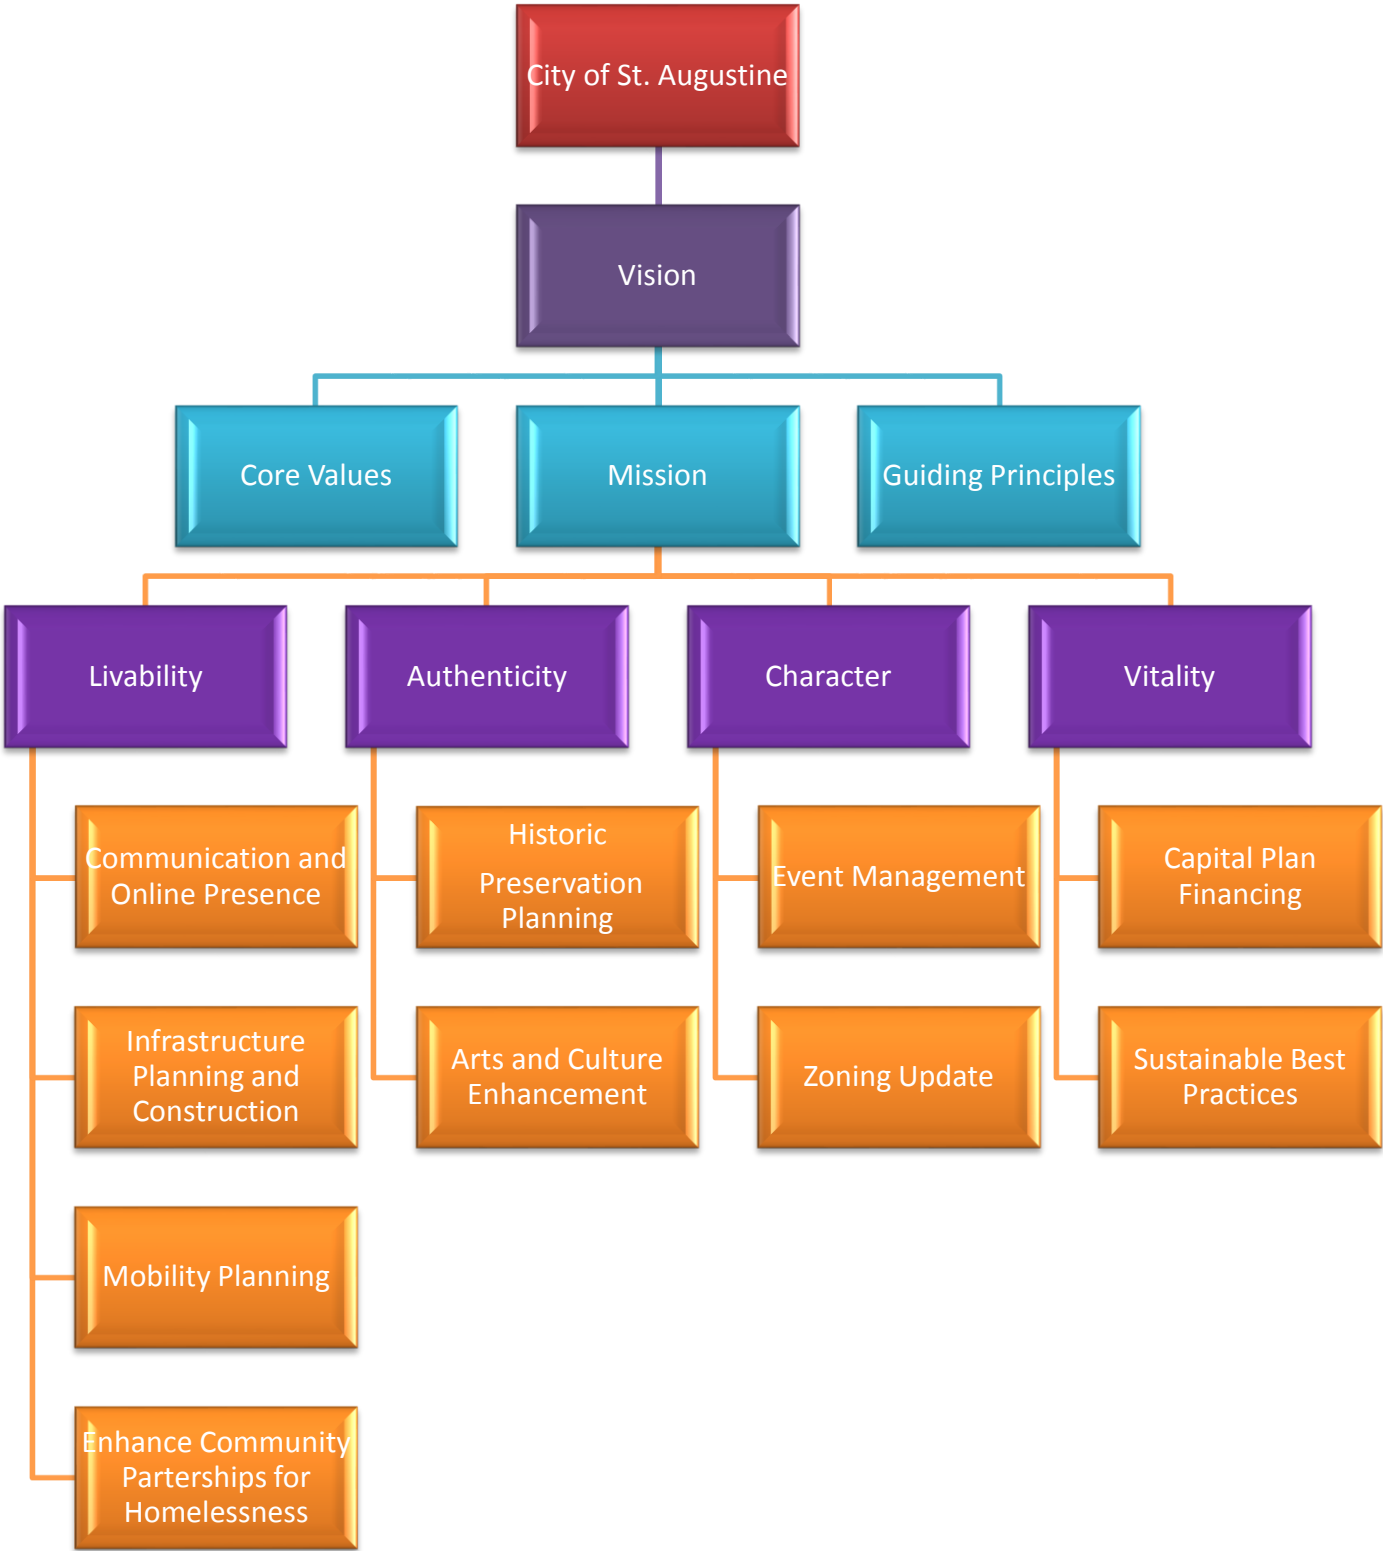 City of St. Augustine
Vision
Core Values
Mission
Guiding Principles
Livability
Authenticity
Character
Vitality
Communication and
Online Presence
Historic
Preservation
Planning
Event Management
Capital Plan
Financing
Infrastructure
Planning and
Construction
Arts and Culture
Enhancement
Zoning Update
Sustainable Best
Practices
Mobility Planning
Enhance Community
Parterships for
Homelessness